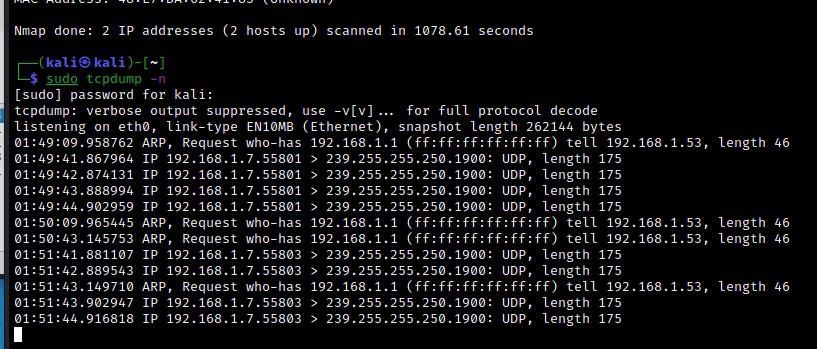 Nmap done: 2 IP addresses (2 hosts up) scanned in 1078.61 seconds
┌──(kali㉿kali)-[~]
└─$ sudo tcpdump -n
[sudo] password for kali:
tcpdump: verbose output suppressed, use -v[v]... for full protocol decode
listening on eth0, link-type EN10MB (Ethernet), snapshot length 262144 bytes
01:49:09.958762 ARP, Request who-has 192.168.1.1 (ff:ff:ff:ff:ff:ff) tell 192.168.1.53, length 46
01:49:41.867964 IP 192.168.1.7.55801 > 239.255.255.250.1900: UDP, length 175
01:49:42.874131 IP 192.168.1.7.55801 > 239.255.255.250.1900: UDP, length 175
01:49:43.888994 IP 192.168.1.7.55801 > 239.255.255.250.1900: UDP, length 175
01:49:44.902959 IP 192.168.1.7.55801 > 239.255.255.250.1900: UDP, length 175
01:50:09.965445 ARP, Request who-has 192.168.1.1 (ff:ff:ff:ff:ff:ff) tell 192.168.1.53, length 46
01:50:43.145753 ARP, Request who-has 192.168.1.1 (ff:ff:ff:ff:ff:ff) tell 192.168.1.53, length 46
01:51:41.881107 IP 192.168.1.7.55803 > 239.255.255.250.1900: UDP, length 175
01:51:42.889543 IP 192.168.1.7.55803 > 239.255.255.250.1900: UDP, length 175
01:51:43.149710 ARP, Request who-has 192.168.1.1 (ff:ff:ff:ff:ff:ff) tell 192.168.1.53, length 46
01:51:43.902947 IP 192.168.1.7.55803 > 239.255.255.250.1900: UDP, length 175
01:51:44.916818 IP 192.168.1.7.55803 > 239.255.255.250.1900: UDP, length 175